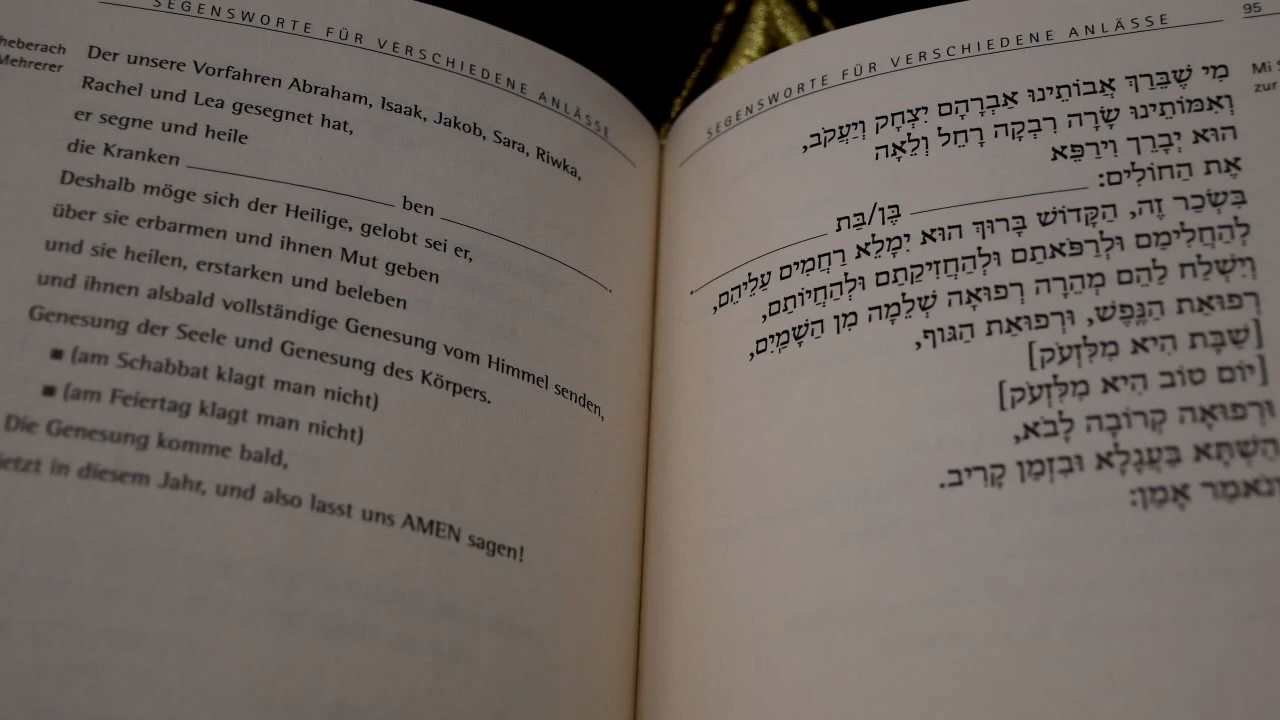 SEGENSWORTE FÜR VERSCHIEDENE ANLÄSSE
Mehrerer
Der unsere Vorfahren Abraham, Isaak, Jakob, Sara, Riwka,
Rachel und Lea gesegnet hat,
er segne und heile
die Kranken ben
Deshalb möge sich der Heilige, gelobt sei er,
über sie erbarmen und ihnen Mut geben
und sie heilen, erstarken und beleben
und ihnen alsbald vollständige Genesung vom Himmel senden,
Genesung der Seele und Genesung des Körpers.
■ (am Schabbat klagt man nicht)
■ (am Feiertag klagt man nicht)
Die Genesung komme bald,
jetzt in diesem Jahr, und also lasst uns AMEN sagen!
SEGENSWORTE FÜR VERSCHIEDENE ANLÄSSE 95
Mi
zur
מִי שֶׁבֵּרַךְ אֲבוֹתֵינוּ אַבְרָהָם יִצְחָק וְיַעֲקֹב,
וְאִמּוֹתֵינוּ שָׂרָה רִבְקָה רָחֵל וְלֵאָה
הוּא יְבָרֵך וִירַפֵּא
אֶת הַחוֹלִים:
בֶּן/בַּת
בִּשְׂכַר זֶה, הַקָּדוֹשׁ בָּרוּךְ הוּא יִמָלֵא רַחֲמִים עַלֵיהֶם,
לְהַחֲלִימָם וּלְרַפֹּאתַם וּלְהַחֲזִיקַתַם וּלְהַחֲיוֹתַם,
וְיִשְׁלַח לַהֵם מְהֵרָה רְפוּאָה שְׁלֵמָה מִן הַשָּׁמַיִם,
רְפוּאַת הַנֶּפֶשׁ, וּרְפוּאַת הַגּוּף,
[שַׁבָּת הִיא מִלִּזְעֹק]
[יוֹם טוֹב הִיא מִלִּזְעֹק]
וּרְפוּאָה קְרוֹבָה לָבֹא,
הַשְׁתָּא בַּעֲגָלָא וּבִזְמַן קָרִיב.
וְנֹאמַר אָמֵן: